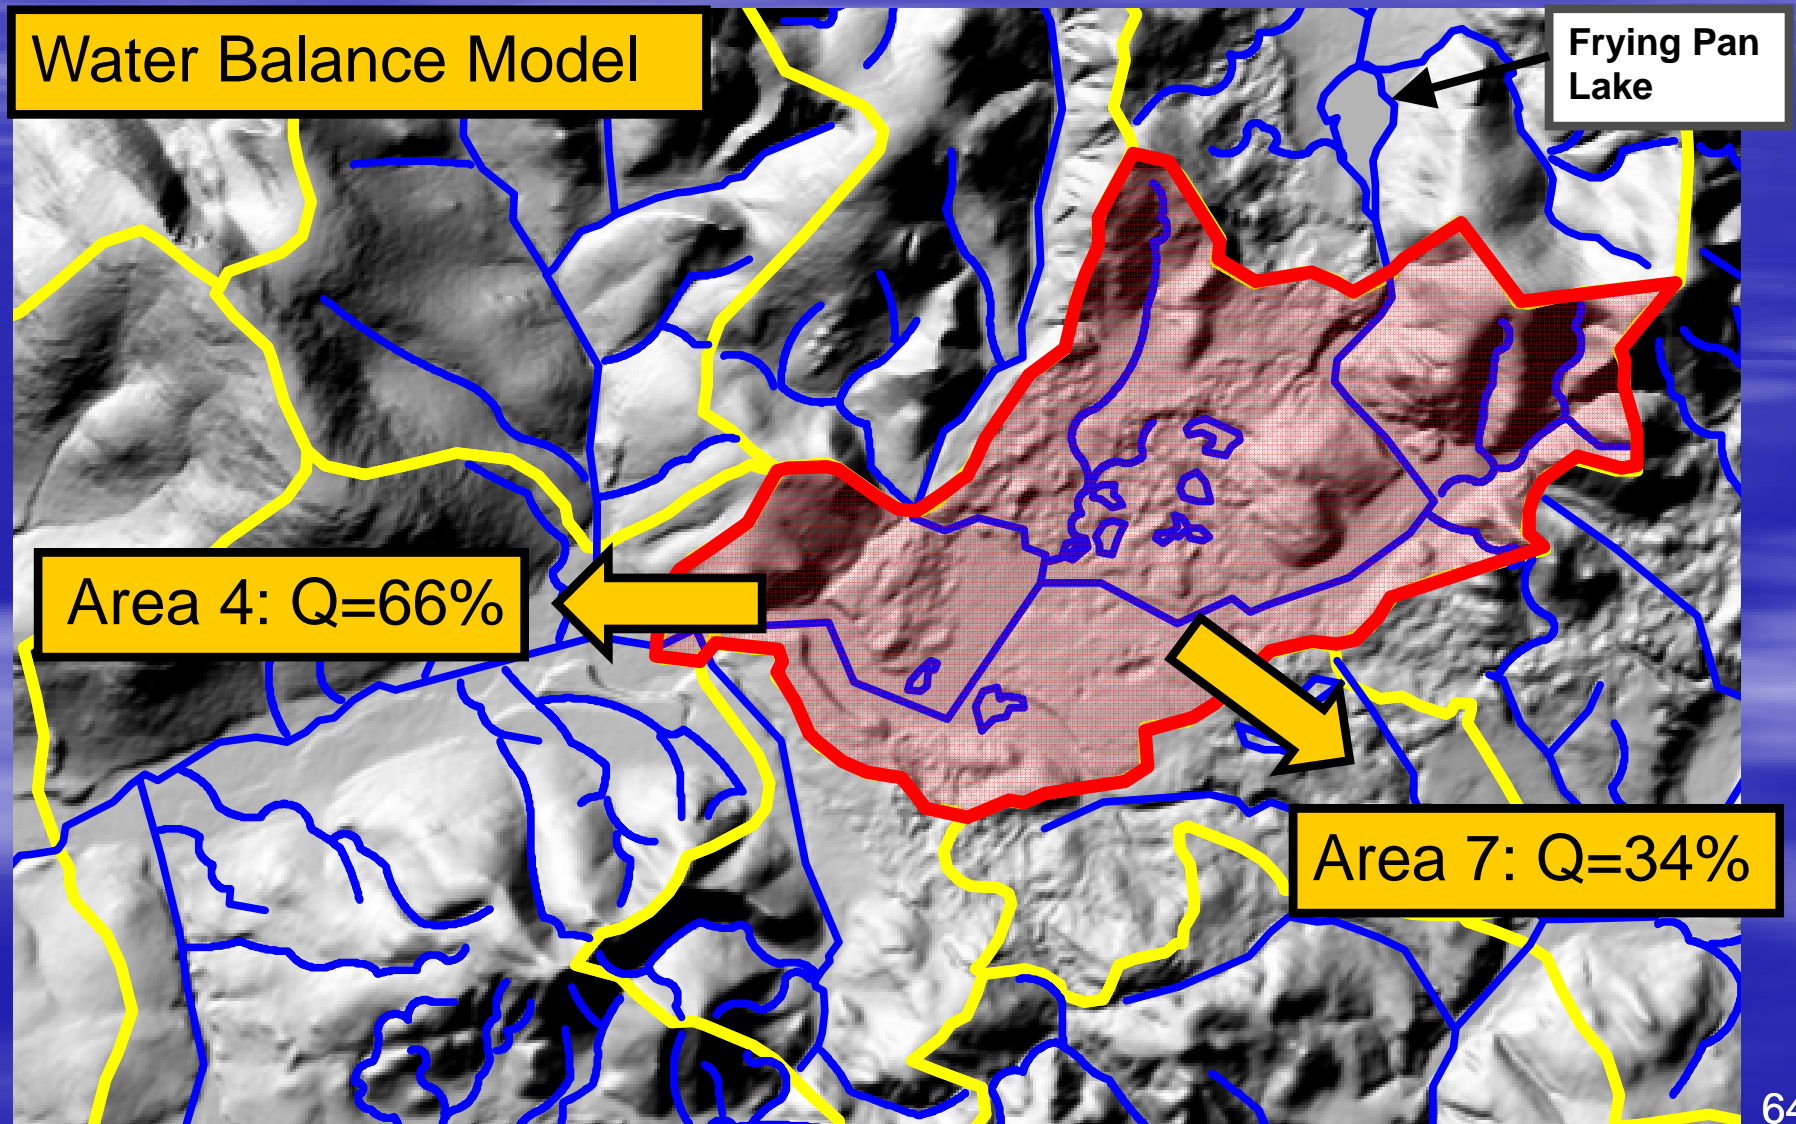 Water Balance Model
Frying Pan
Lake
Area 4: Q=66%
Area 7: Q=34%
64